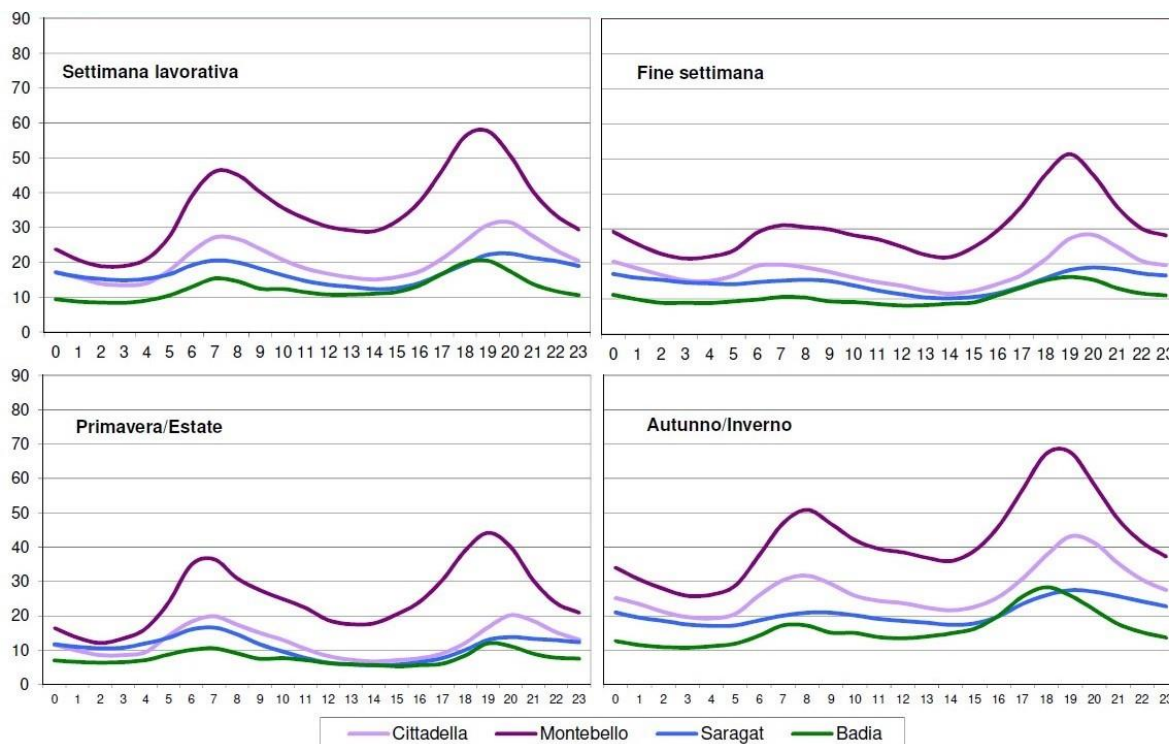 90
80
70
60
50
40
30
20
10
0
Settimana lavorativa
0 1 2 3 4 5 6 7 8 9 10 11 12 13 14 15 16 17 18 19 20 21 22 23
Fine settimana
0 1 2 3 4 5 6 7 8 9 10 11 12 13 14 15 16 17 18 19 20 21 22 23
90
80
70
60
50
40
30
20
10
0
Primavera/Estate
0 1 2 3 4 5 6 7 8 9 10 11 12 13 14 15 16 17 18 19 20 21 22 23
Autunno/Inverno
0 1 2 3 4 5 6 7 8 9 10 11 12 13 14 15 16 17 18 19 20 21 22 23
Cittadella Montebello Saragat Badia